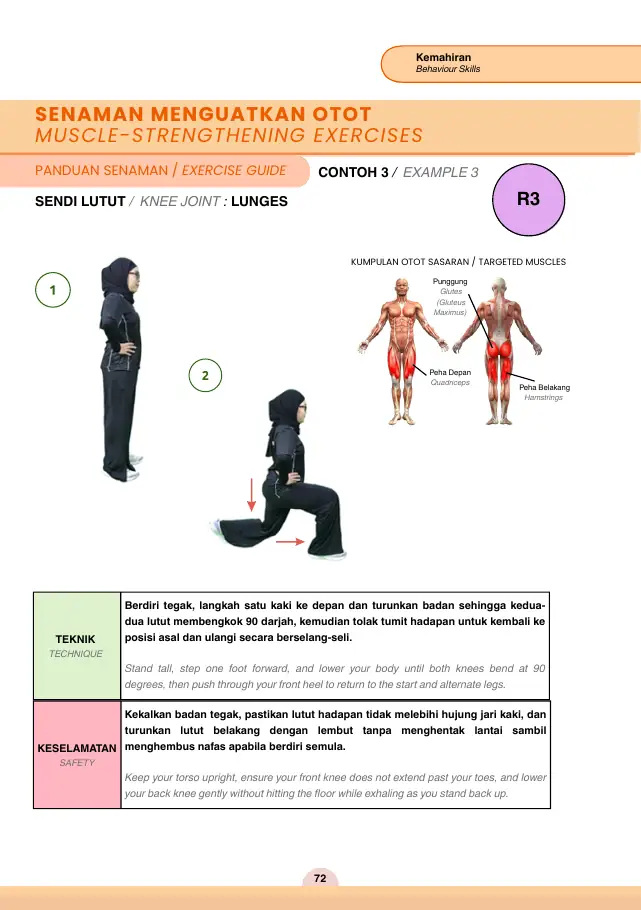 Kemahiran
Behaviour Skills
SENAMAN MENGUATKAN OTOT
MUSCLE-STRENGTHENING EXERCISES
PANDUAN SENAMAN / EXERCISE GUIDE
CONTOH 3 / EXAMPLE 3
R3
SENDI LUTUT / KNEE JOINT : LUNGES
KUMPULAN OTOT SASARAN / TARGETED MUSCLES
1
2
Punggung
Glutes
(Gluteus
Maximus)
Peha Depan
Quadriceps
Peha Belakang
Hamstrings
TEKNIK
TECHNIQUE
Berdiri tegak, langkah satu kaki ke depan dan turunkan badan sehingga kedua-
dua lutut membengkok 90 darjah, kemudian tolak tumit hadapan untuk kembali ke
posisi asal dan ulangi secara berselang-seli.
Stand tall, step one foot forward, and lower your body until both knees bend at 90
degrees, then push through your front heel to return to the start and alternate legs.
KESELAMATAN
SAFETY
Kekalkan badan tegak, pastikan lutut hadapan tidak melebihi hujung jari kaki, dan
turunkan lutut belakang dengan lembut tanpa menghentak lantai sambil
menghembus nafas apabila berdiri semula.
Keep your torso upright, ensure your front knee does not extend past your toes, and lower
your back knee gently without hitting the floor while exhaling as you stand back up.
72